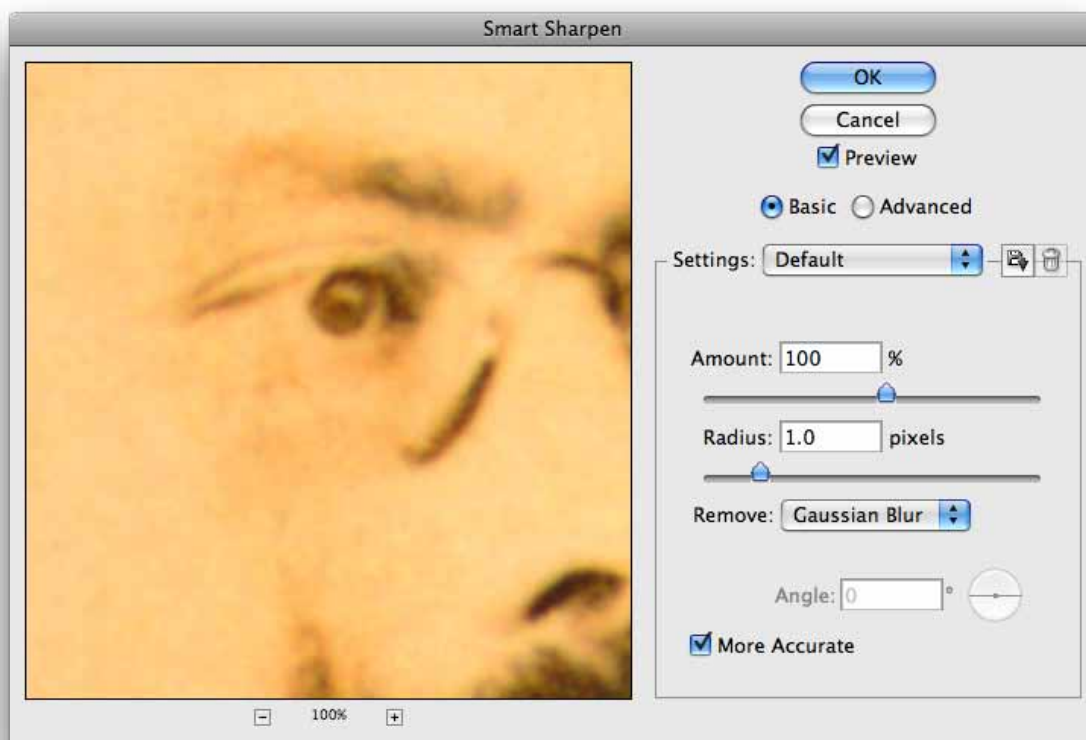 Smart Sharpen
OK
Cancel
Preview
Basic Advanced
Settings: Default
Amount: 100 %
Radius: 1.0 pixels
Remove: Gaussian Blur
Angle: 0 °
More Accurate
100%